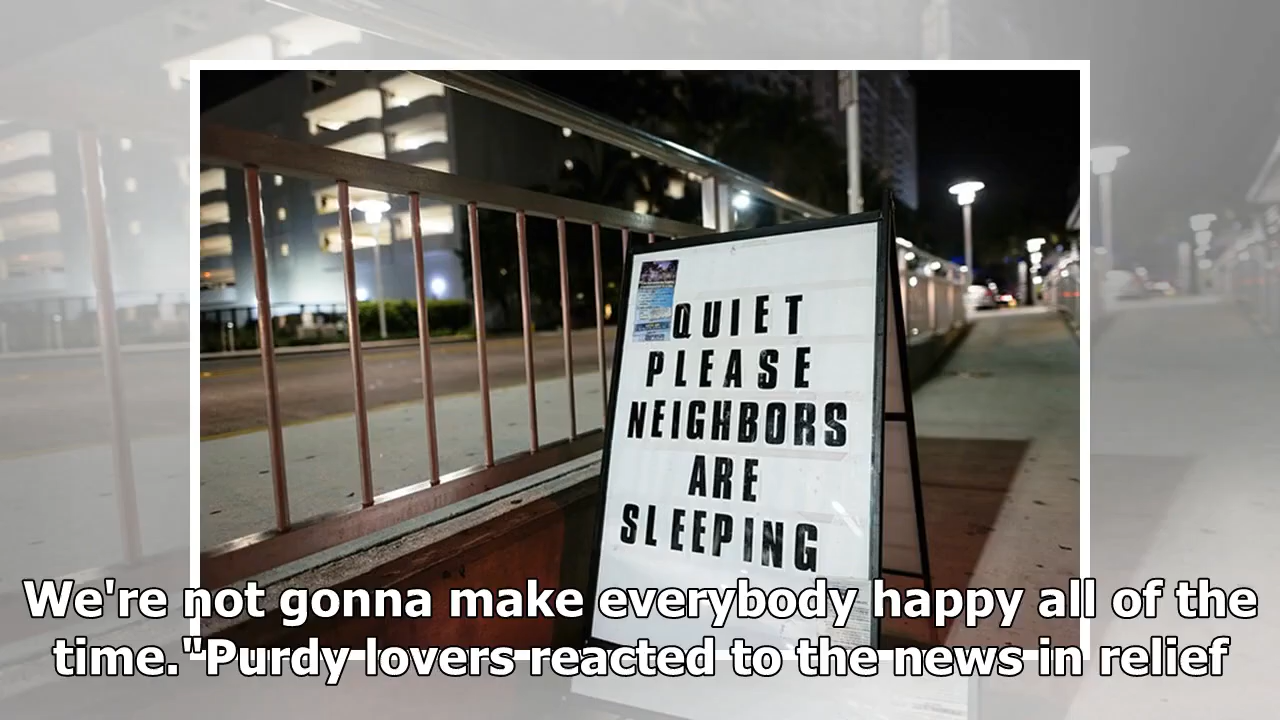 QUIET
PLEASE
NEIGHBORS
ARE
SLEEPING
We're not gonna make everybody happy all of the
time."Purdy lovers reacted to the news in relief